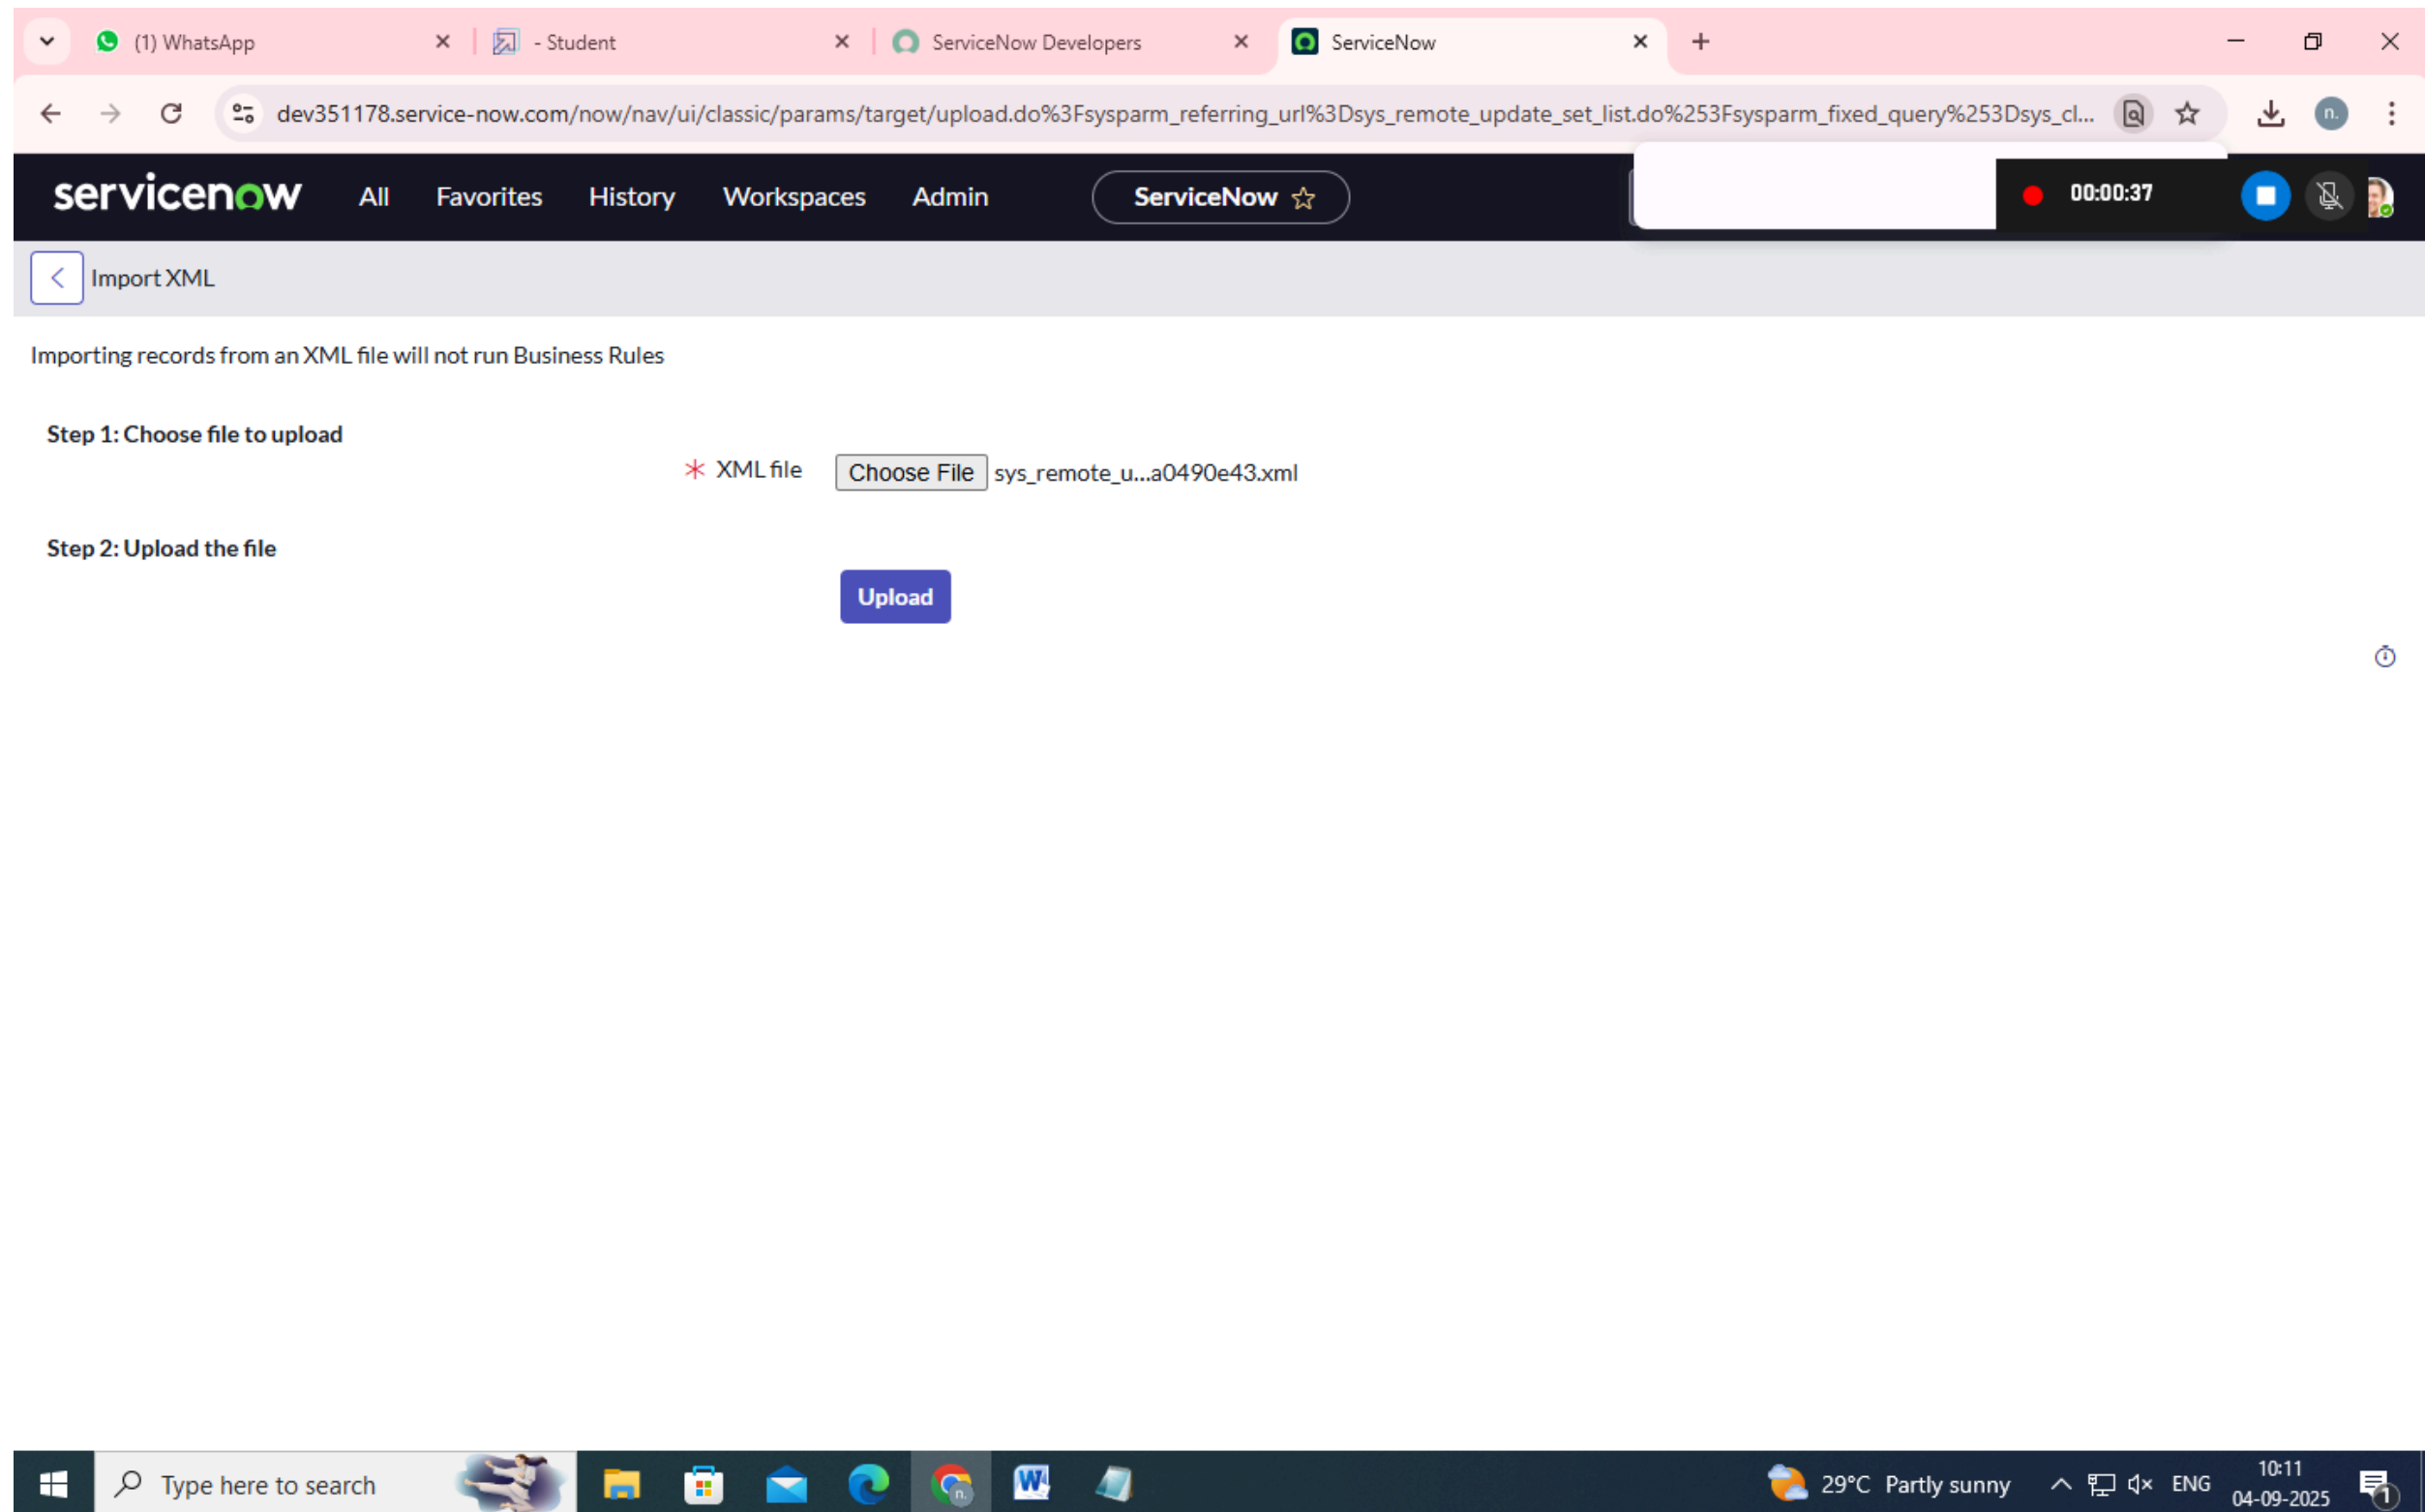 (1) WhatsApp
- Student
ServiceNow Developers
ServiceNow
dev351178.service-now.com/now/nav/ui/classic/params/target/upload.do%3Fsysparm_referring_url%3Dsys_remote_update_set_list.do%253Fsysparm_fixed_query%253Dsys_cl...
n.
servicenow
All
Favorites
History
Workspaces
Admin
ServiceNow
00:00:37
Import XML
Importing records from an XML file will not run Business Rules
Step 1: Choose file to upload
XML file
Choose File
sys_remote_u...a0490e43.xml
Step 2: Upload the file
Upload
Type here to search
n.
W
29°C Partly sunny
ENG
10:11
04-09-2025
1